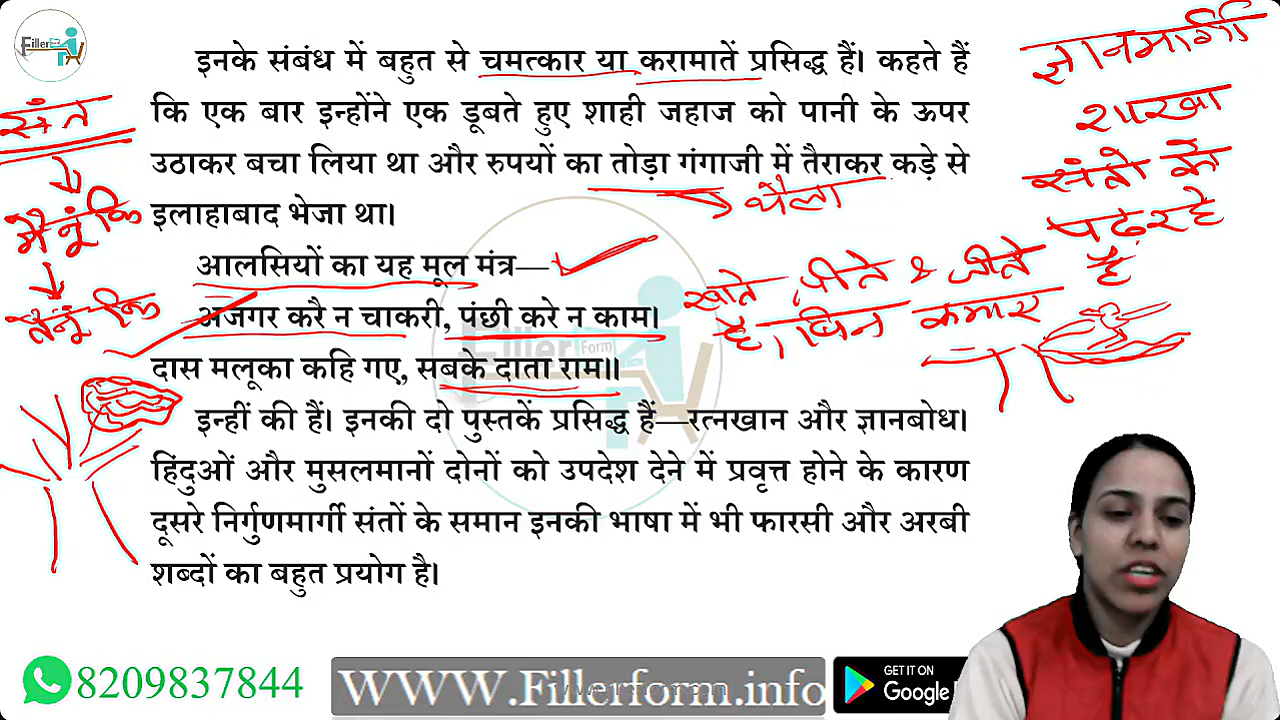 Filler Form
इनके संबंध में बहुत से चमत्कार या करामातें प्रसिद्ध हैं। कहते हैं
कि एक बार इन्होंने एक डूबते हुए शाही जहाज को पानी के ऊपर
उठाकर बचा लिया था और रुपयों का तोड़ा गंगाजी में तैराकर कड़े से
इलाहाबाद भेजा था।
आलसियों का यह मूल मंत्र—
अजगर करै न चाकरी, पंछी करे न काम।
दास मलूका कहि गए, सबके दाता राम॥
इन्हीं की हैं। इनकी दो पुस्तकें प्रसिद्ध हैं—रत्नखान और ज्ञानबोध।
हिंदुओं और मुसलमानों दोनों को उपदेश देने में प्रवृत्त होने के कारण
दूसरे निर्गुणमार्गी संतों के समान इनकी भाषा में भी फारसी और अरबी
शब्दों का बहुत प्रयोग है।
संत
थैला
ज्ञानमार्गी
शाखा
संतो को
पढ़ रहे
है
खाते पीते & जीते
है, बिन कमाए
Filler Form
8209837844
WWW.Fillerform.info
GET IT ON
Google